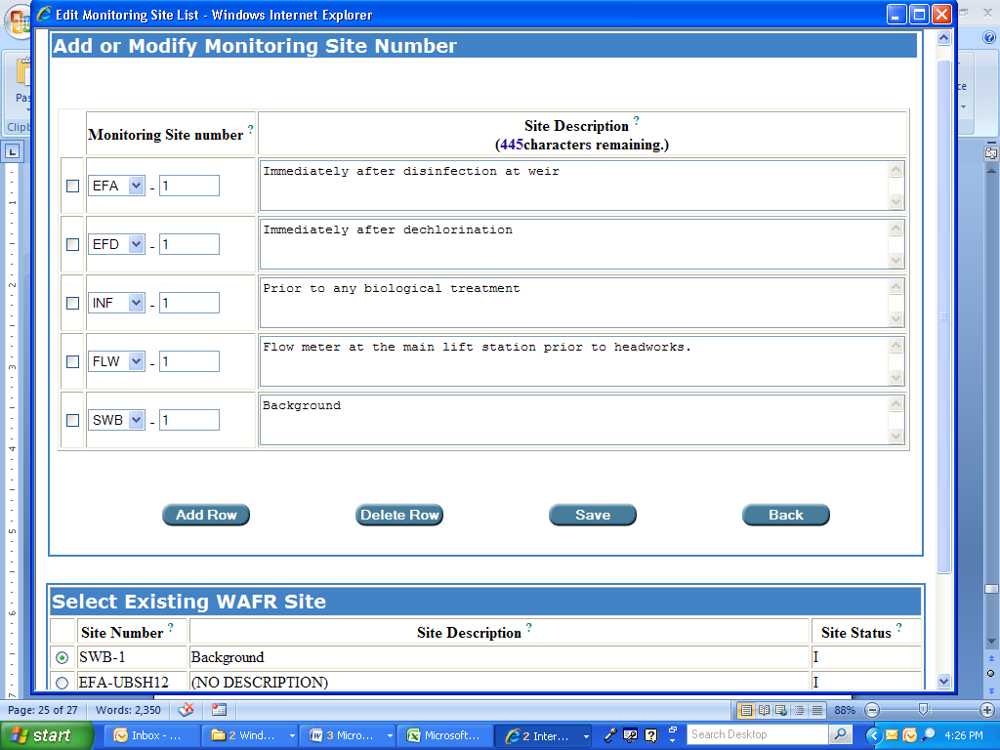 Edit Monitoring Site List - Windows Internet Explorer
Add or Modify Monitoring Site Number
Monitoring Site number ?
Site Description ?
(445characters remaining.)
EFA - 1 Immediately after disinfection at weir
EFD - 1 Immediately after dechlorination
INF - 1 Prior to any biological treatment
FLW - 1 Flow meter at the main lift station prior to headworks.
SWB - 1 Background
Add Row Delete Row Save Back
Select Existing WAFR Site
Site Number ? Site Description ? Site Status ?
SWB-1 Background I
EFA-UBSH12 (NO DESCRIPTION) I
Page: 25 of 27 Words: 2,350 88%
start Inbox - ... 2 Wind... 3 Micro... Microsoft... 2 Inter... Search Desktop 4:26 PM